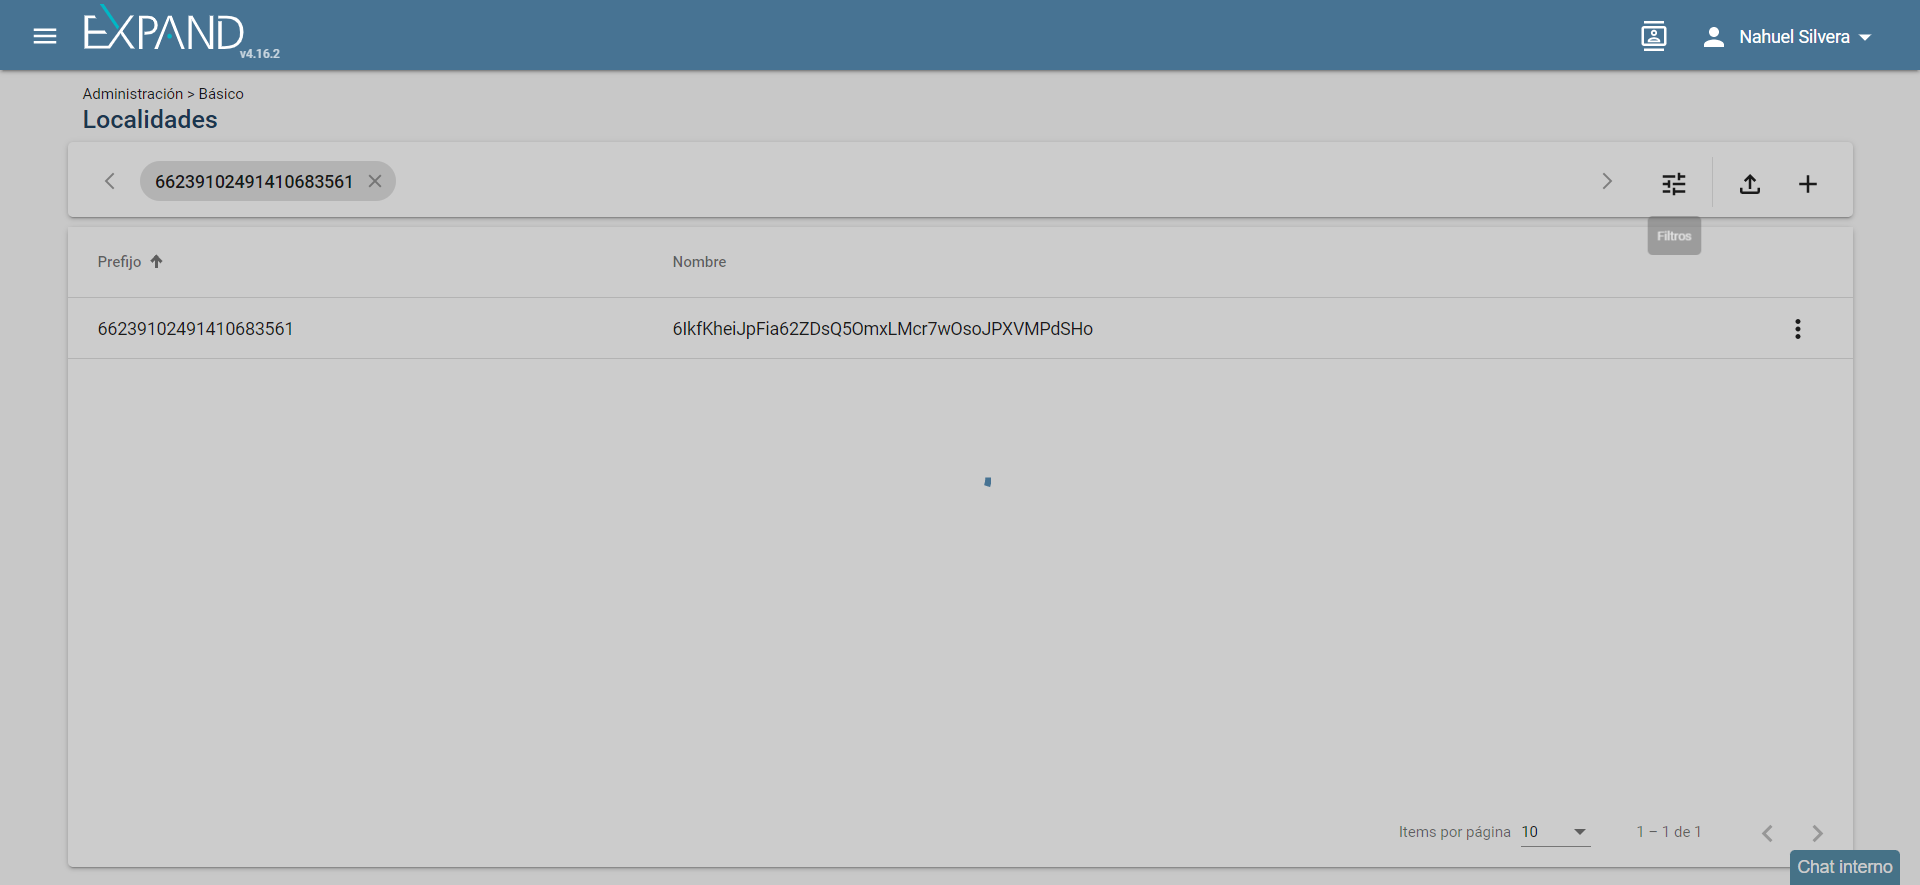 EXPAND
v4.16.2
Nahuel Silvera
Administración > Básico
Localidades
66239102491410683561
Filtros
Prefijo
Nombre
66239102491410683561
6IkfKheiJpFia62ZDsQ5OmxLMcr7wOsoJPXVMPdSHo
Items por página
10
1 – 1 de 1
Chat interno